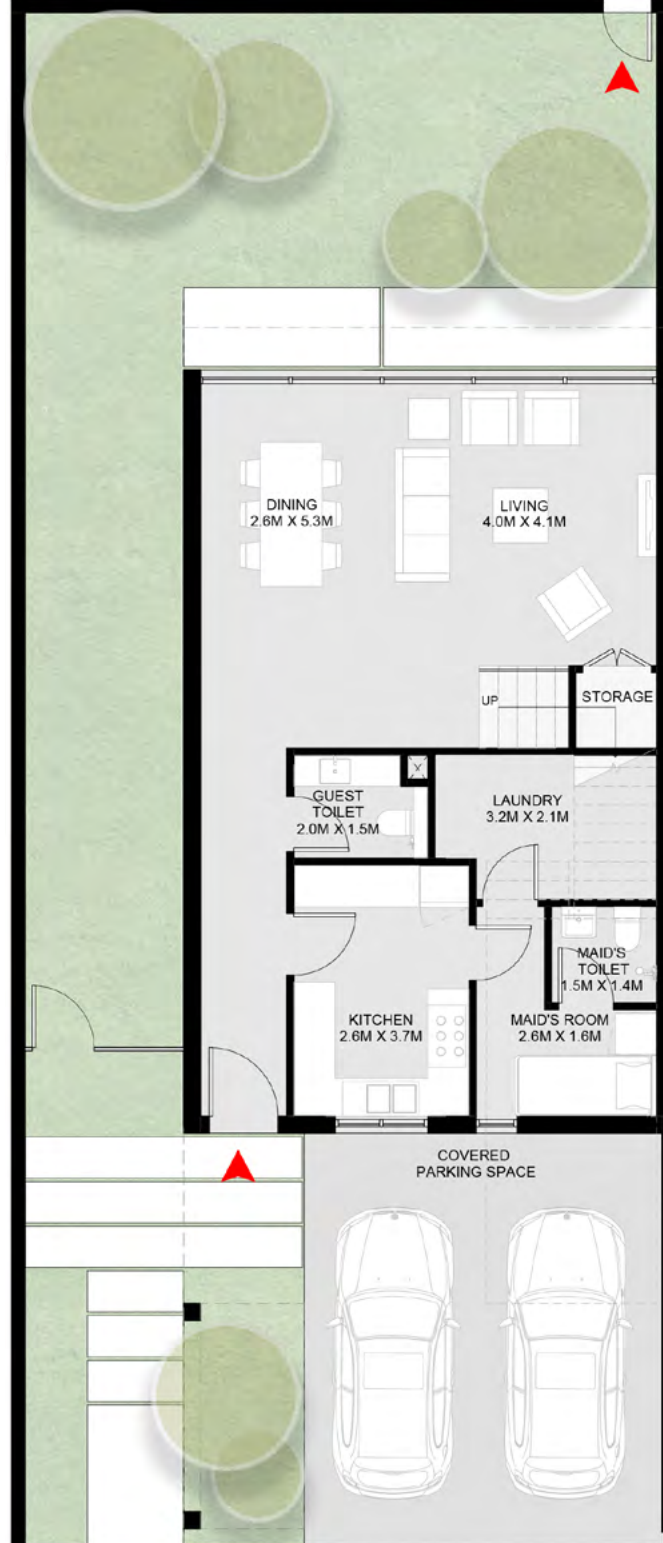 DINING
2.6M X 5.3M
LIVING
4.0M X 4.1M
UP
STORAGE
GUEST
TOILET
2.0M X 1.5M
LAUNDRY
3.2M X 2.1M
MAID'S
TOILET
1.5M X 1.4M
KITCHEN
2.6M X 3.7M
MAID'S ROOM
2.6M X 1.6M
COVERED
PARKING SPACE